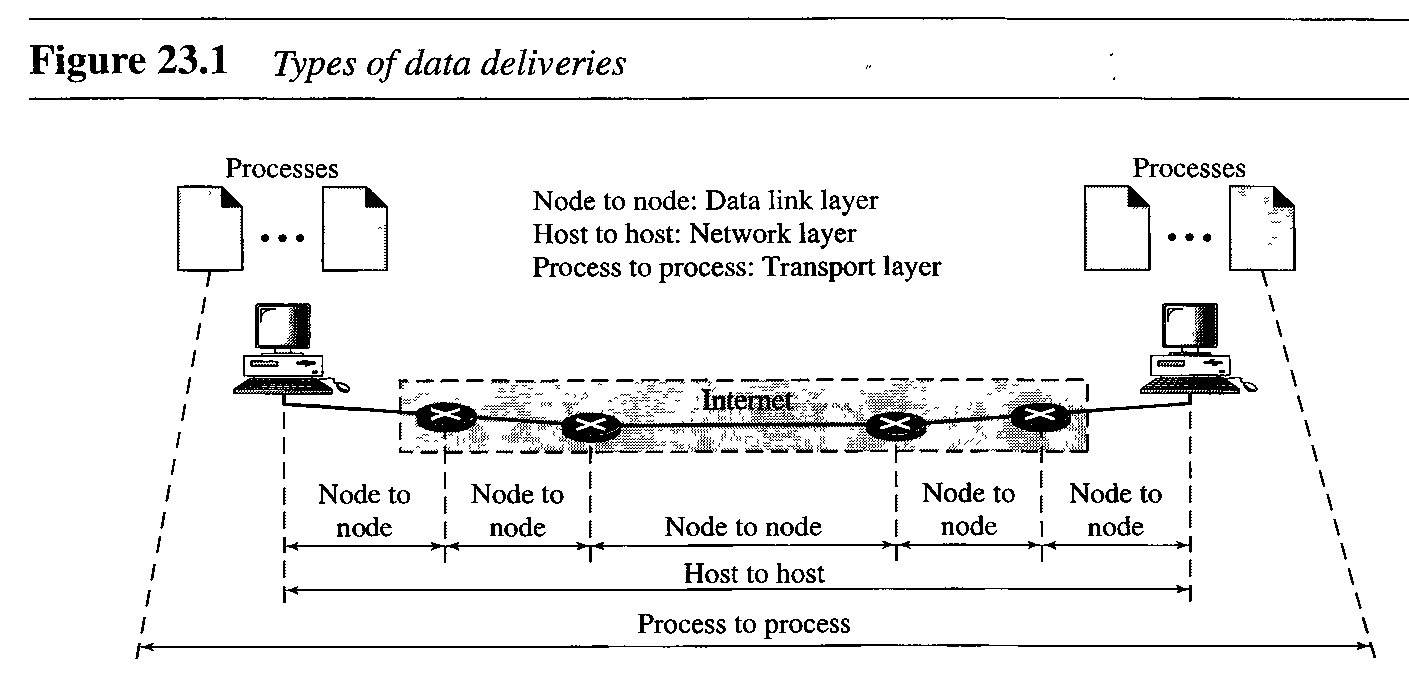 Figure 23.1 Types of data deliveries
Processes
Processes
Node to node: Data link layer
Host to host: Network layer
Process to process: Transport layer
Internet
Node to
node
Node to
node
Node to node
Node to
node
Node to
node
Host to host
Process to process